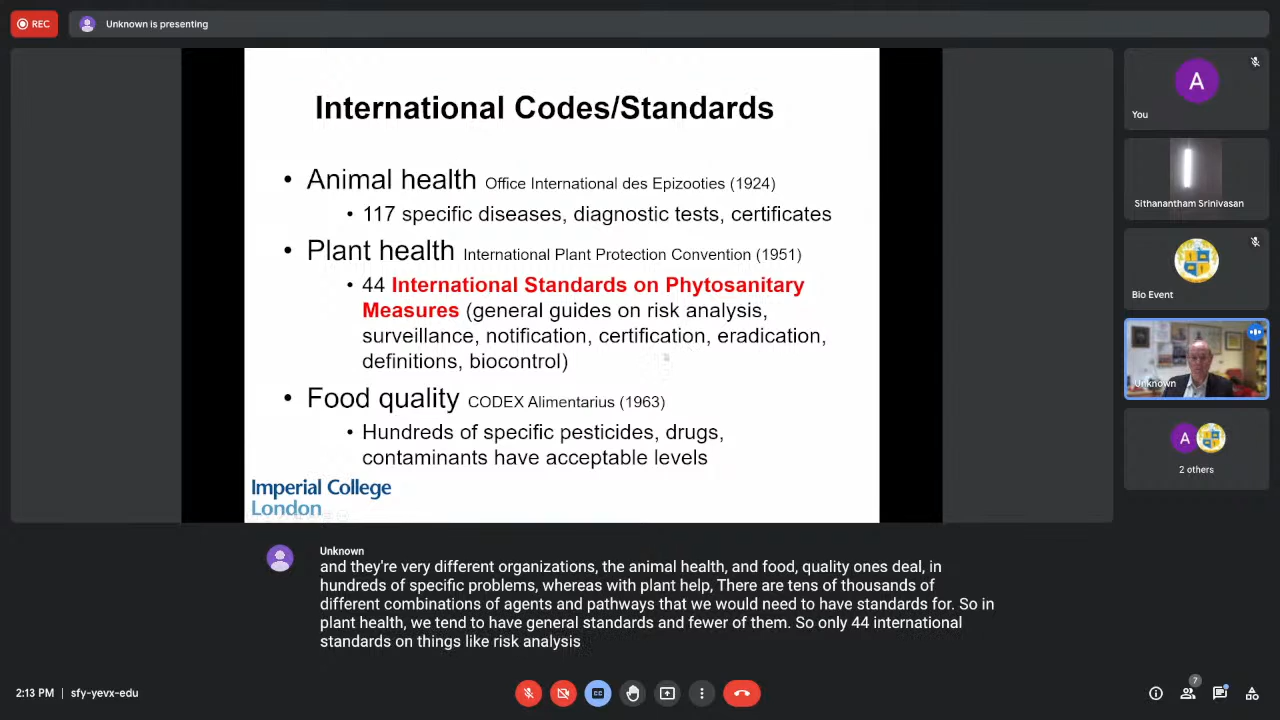 REC
Unknown is presenting
International Codes/Standards
• Animal health Office International des Epizooties (1924)
• 117 specific diseases, diagnostic tests, certificates
• Plant health International Plant Protection Convention (1951)
• 44 International Standards on Phytosanitary
Measures (general guides on risk analysis,
surveillance, notification, certification, eradication,
definitions, biocontrol)
• Food quality CODEX Alimentarius (1963)
• Hundreds of specific pesticides, drugs,
contaminants have acceptable levels
Imperial College
London
A
You
Sithanantham Srinivasan
Bio Event
Unknown
A
2 others
Unknown
and they're very different organizations, the animal health, and food, quality ones deal, in
hundreds of specific problems, whereas with plant help, There are tens of thousands of
different combinations of agents and pathways that we would need to have standards for. So in
plant health, we tend to have general standards and fewer of them. So only 44 international
standards on things like risk analysis
2:13 PM | sfy-yevx-edu
CC
7